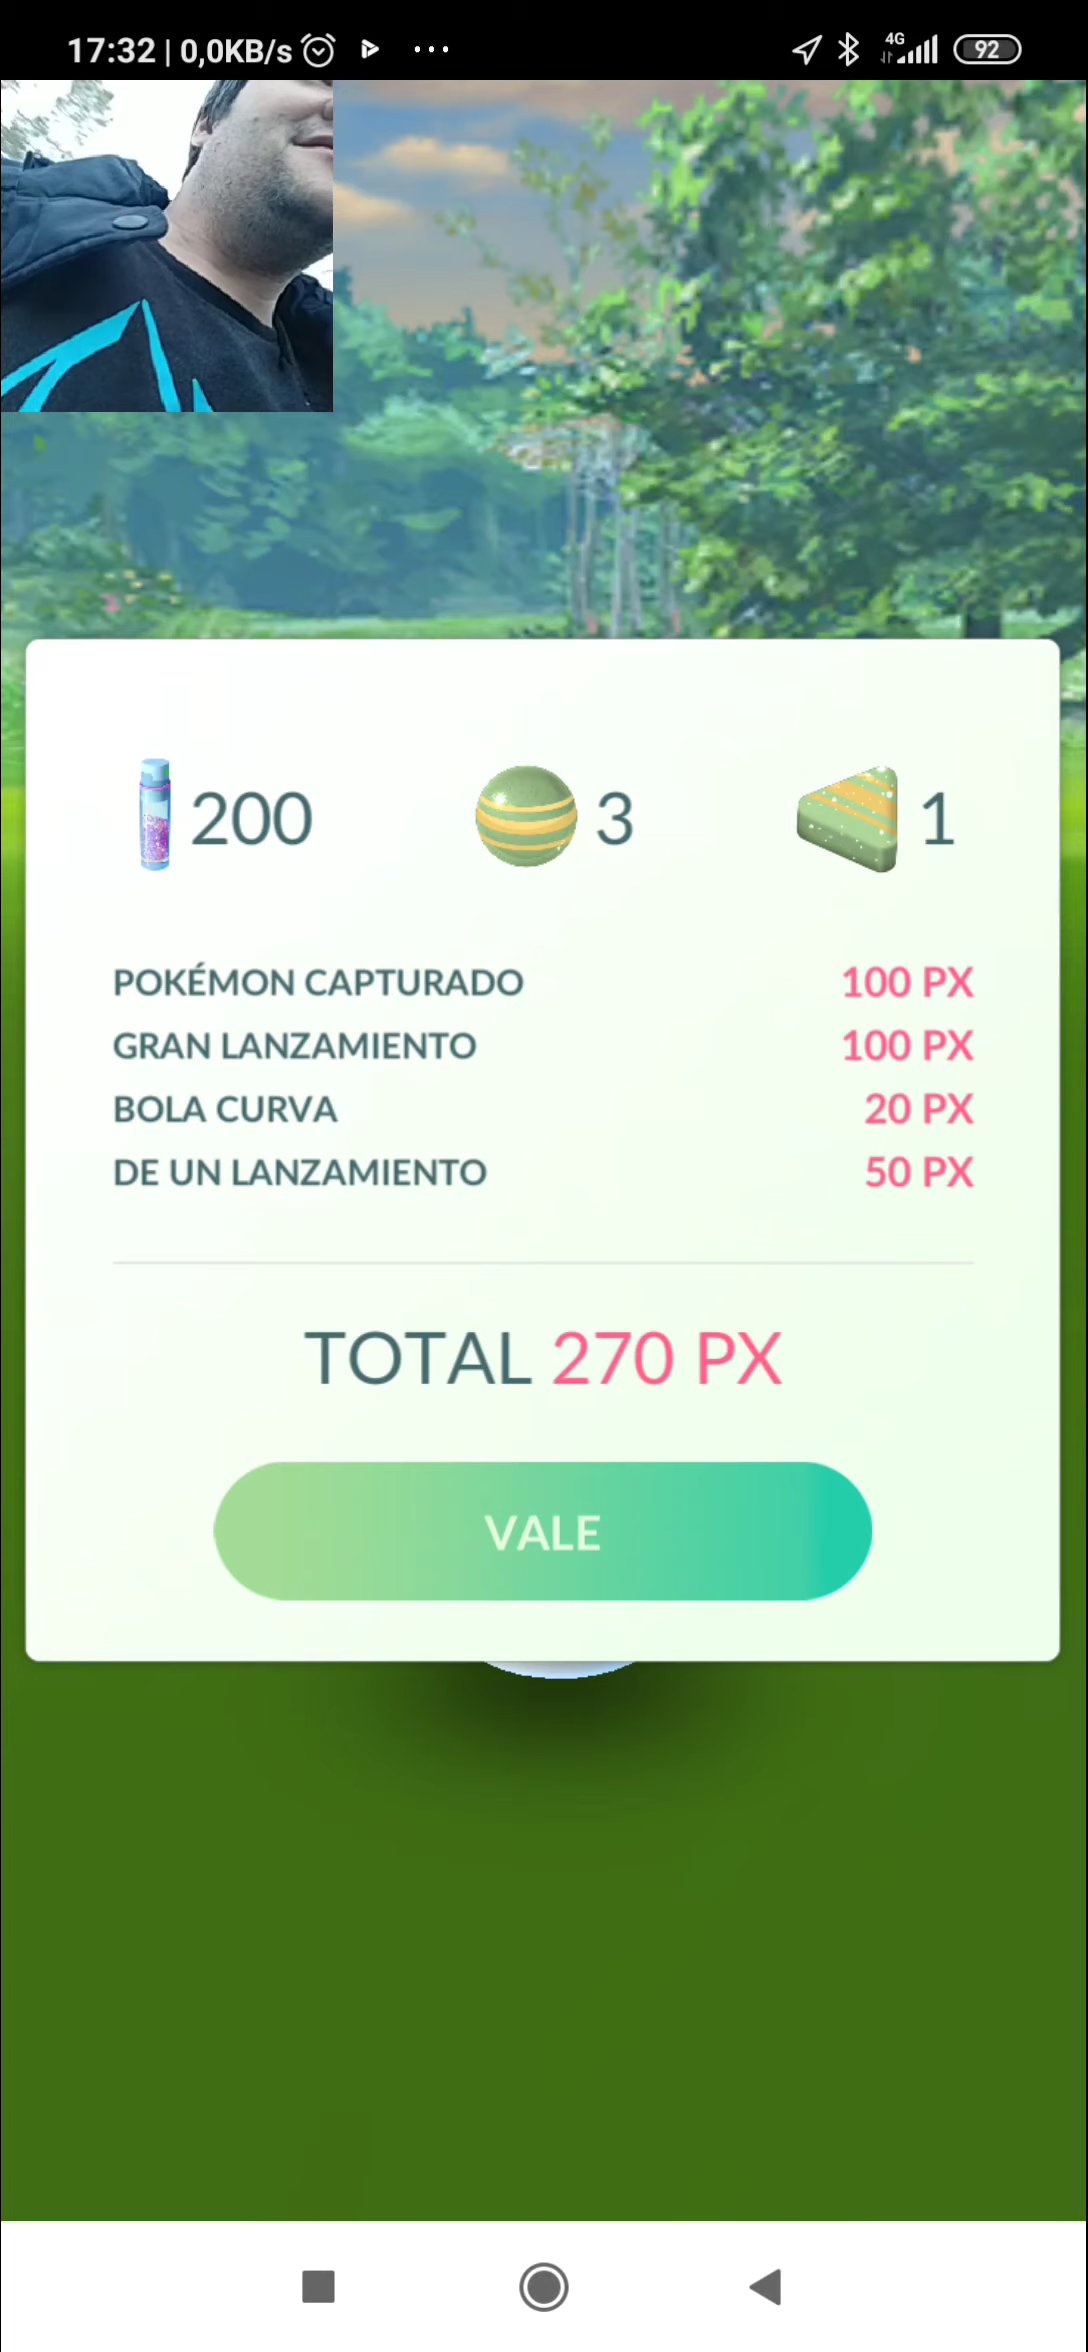 17:32 | 0,0KB/s ... 4G 92
200 3 1
POKÉMON CAPTURADO 100 PX
GRAN LANZAMIENTO 100 PX
BOLA CURVA 20 PX
DE UN LANZAMIENTO 50 PX
TOTAL 270 PX
VALE